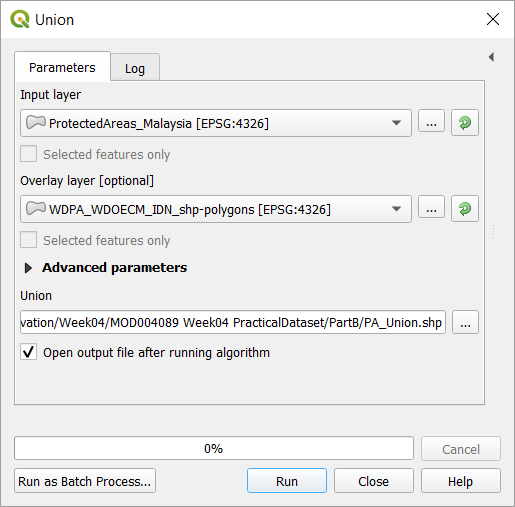 Union
Parameters
Log
Input layer
ProtectedAreas_Malaysia [EPSG:4326]
...
Selected features only
Overlay layer [optional]
WDPA_WDOECM_IDN_shp-polygons [EPSG:4326]
...
Selected features only
Advanced parameters
Union
vation/Week04/MOD004089 Week04 PracticalDataset/PartB/PA_Union.shp
...
Open output file after running algorithm
0%
Cancel
Run as Batch Process...
Run
Close
Help